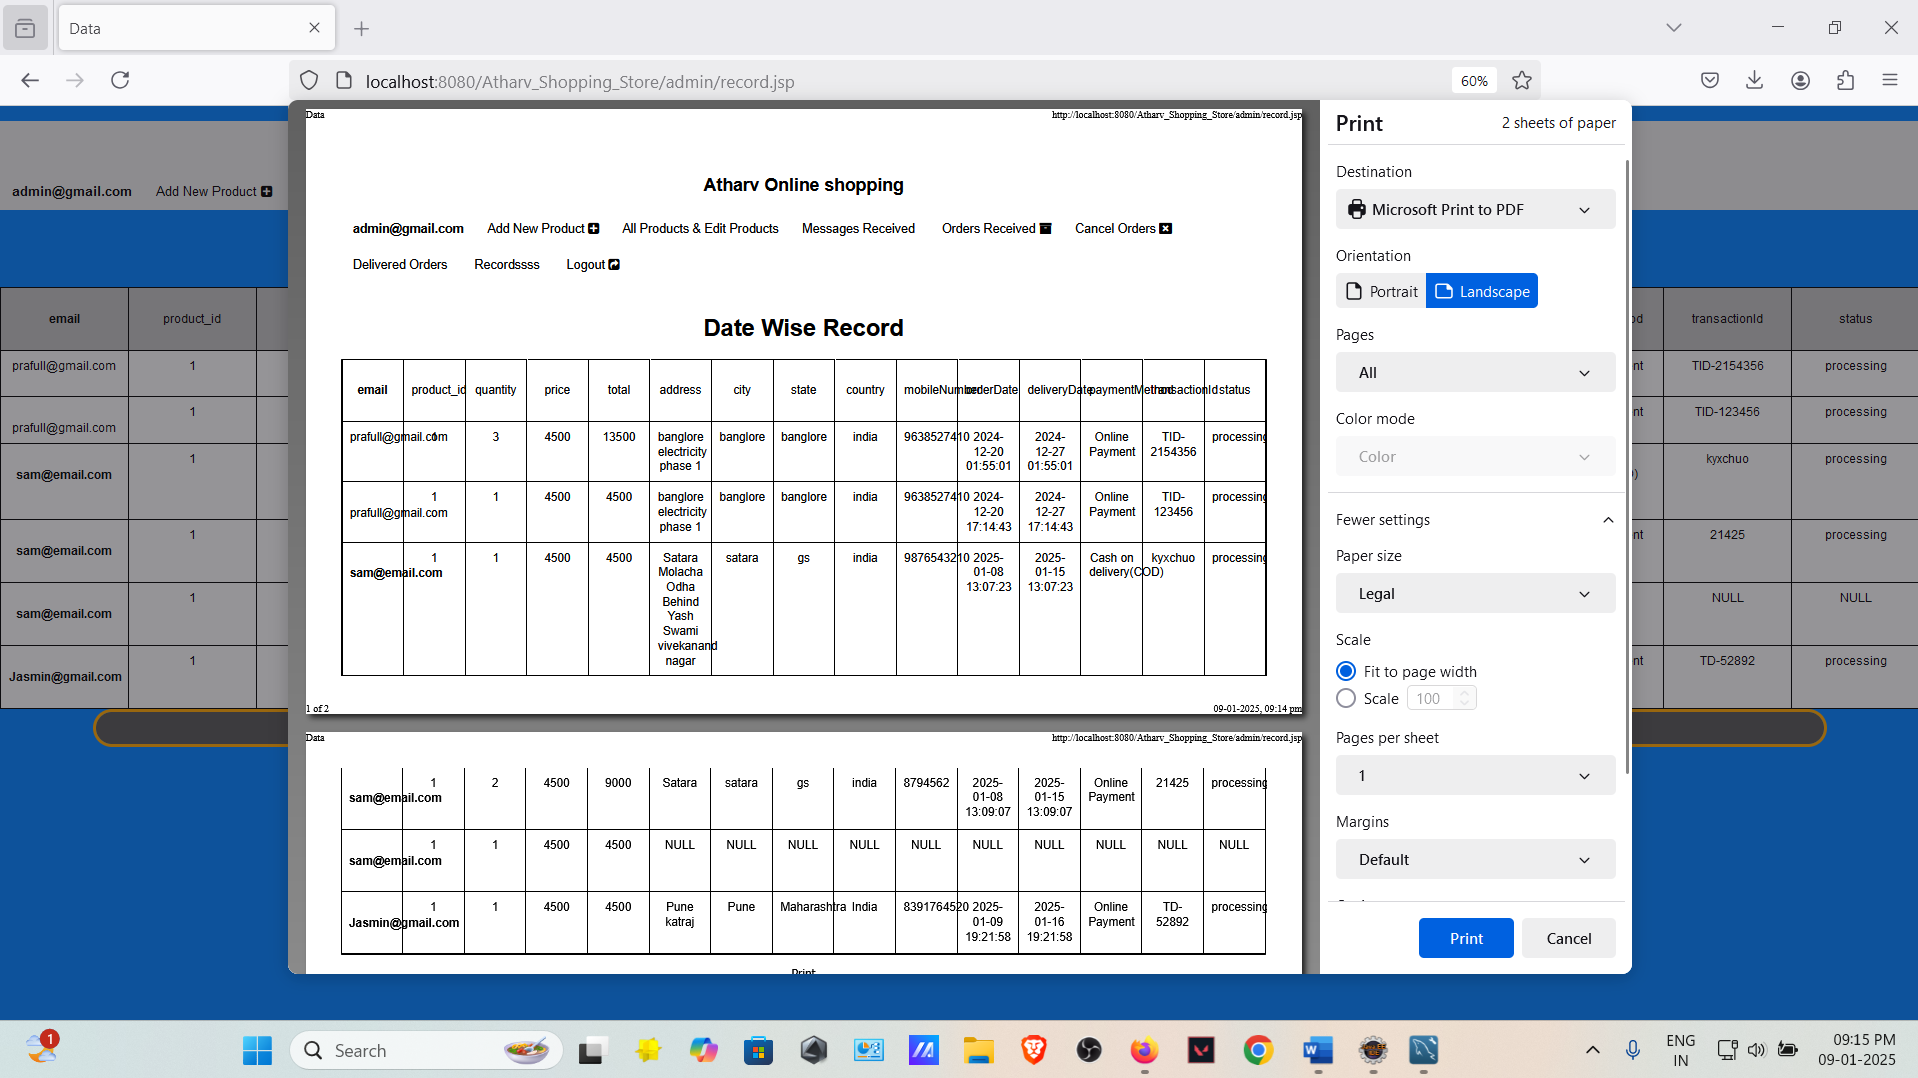 Data
localhost:8080/Atharv_Shopping_Store/admin/record.jsp
60%
admin@gmail.com Add New Product
email product_id
prafull@gmail.com 1
prafull@gmail.com 1
sam@email.com 1
sam@email.com 1
sam@email.com 1
Jasmin@gmail.com 1
Data http://localhost:8080/Atharv_Shopping_Store/admin/record.jsp
Atharv Online shopping
admin@gmail.com Add New Product All Products & Edit Products Messages Received Orders Received Cancel Orders
Delivered Orders Recordssss Logout
Date Wise Record
email product_id quantity price total address city state country mobileNumber orderDate deliveryDate paymentMethod transactionId status
prafull@gmail.com 1 3 4500 13500 banglore banglore banglore india 9638527410 2024- 2024- Online TID- processing
electricity 12-20 12-27 Payment 2154356
phase 1 01:55:01 01:55:01
1 1 4500 4500 banglore banglore banglore india 9638527410 2024- 2024- Online TID- processing
prafull@gmail.com electricity 12-20 12-27 Payment 123456
phase 1 17:14:43 17:14:43
1 1 4500 4500 Satara satara gs india 9876543210 2025- 2025- Cash on kyxchuo processing
sam@email.com Molacha 01-08 01-15 delivery(COD)
Odha 13:07:23 13:07:23
Behind
Yash
Swami
vivekanand
nagar
1 of 2 09-01-2025, 09:14 pm
Data http://localhost:8080/Atharv_Shopping_Store/admin/record.jsp
1 2 4500 9000 Satara satara gs india 8794562 2025- 2025- Online 21425 processing
sam@email.com 01-08 01-15 Payment
13:09:07 13:09:07
1 1 4500 4500 NULL NULL NULL NULL NULL NULL NULL NULL NULL NULL
sam@email.com
1 1 4500 4500 Pune Pune Maharashtra India 8391764520 2025- 2025- Online TD- processing
Jasmin@gmail.com katraj 01-09 01-16 Payment 52892
19:21:58 19:21:58
Print
Print 2 sheets of paper
Destination
Microsoft Print to PDF
Orientation
Portrait Landscape
Pages
All
Color mode
Color
Fewer settings
Paper size
Legal
Scale
Fit to page width
Scale 100
Pages per sheet
1
Margins
Default
Print Cancel
od transactionId status
nt TID-2154356 processing
nt TID-123456 processing
kyxchuo processing
)
nt 21425 processing
NULL NULL
nt TD-52892 processing
1
Search
ENG
IN
09:15 PM
09-01-2025